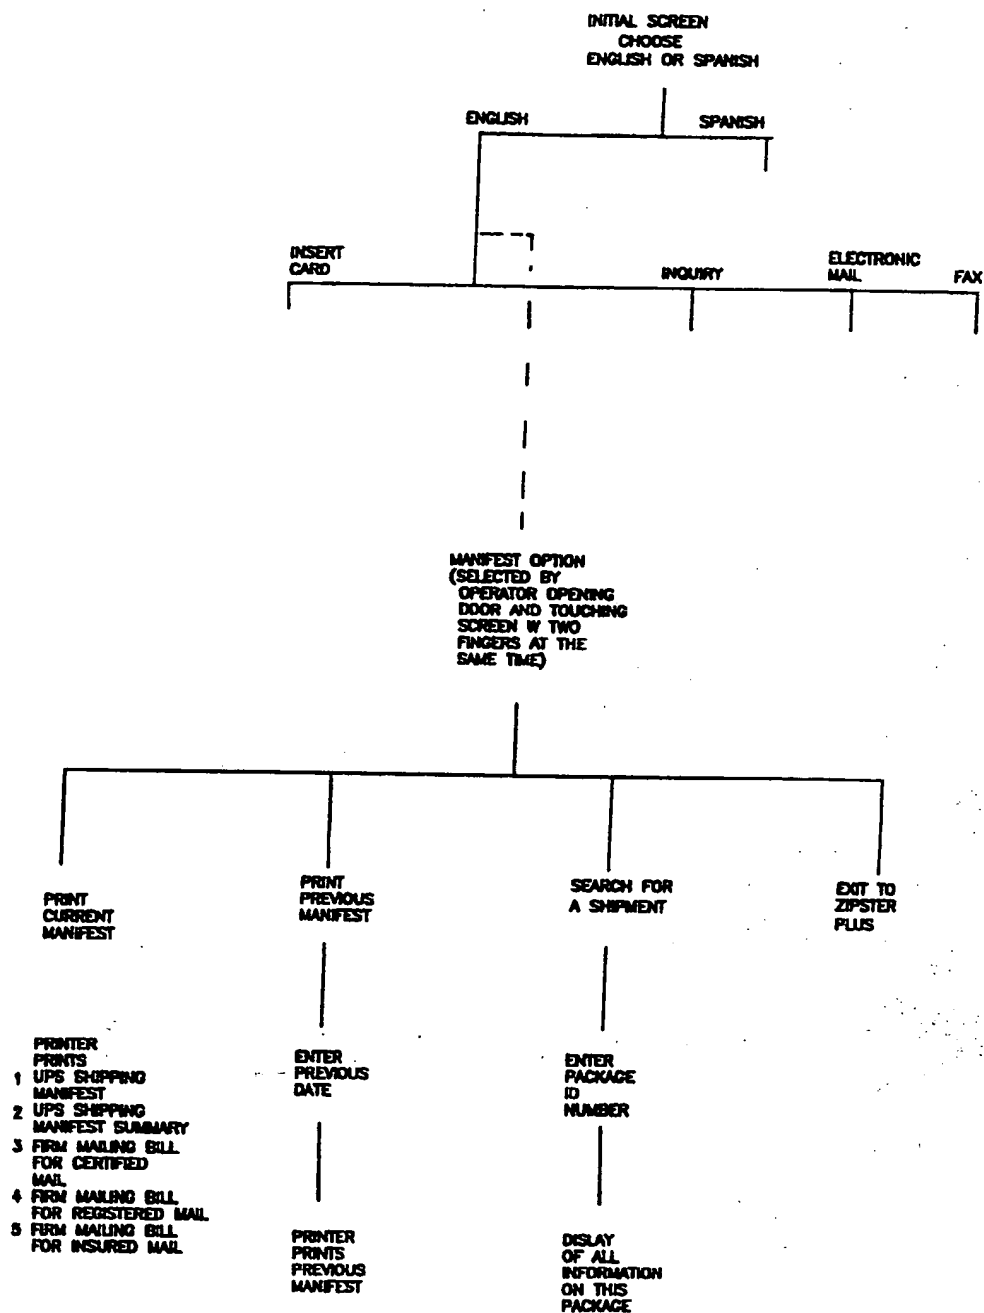 INITIAL SCREEN
CHOOSE
ENGLISH OR SPANISH
ENGLISH
SPANISH
INSERT
CARD
INQUIRY
ELECTRONIC
MAIL
FAX
MANIFEST OPTION
(SELECTED BY
OPERATOR OPENING
DOOR AND TOUCHING
SCREEN W TWO
FINGERS AT THE
SAME TIME)
PRINT
CURRENT
MANIFEST
PRINT
PREVIOUS
MANIFEST
SEARCH FOR
A SHIPMENT
EXIT TO
ZIPSTER
PLUS
PRINTER
PRINTS
1 UPS SHIPPING
MANIFEST
2 UPS SHIPPING
MANIFEST SUMMARY
3 FIRM MAILING BILL
FOR CERTIFIED
MAIL
4 FIRM MAILING BILL
FOR REGISTERED MAIL
5 FIRM MAILING BILL
FOR INSURED MAIL
ENTER
PREVIOUS
DATE
PRINTER
PRINTS
PREVIOUS
MANIFEST
ENTER
PACKAGE
ID
NUMBER
DISLAY
OF ALL
INFORMATION
ON THIS
PACKAGE